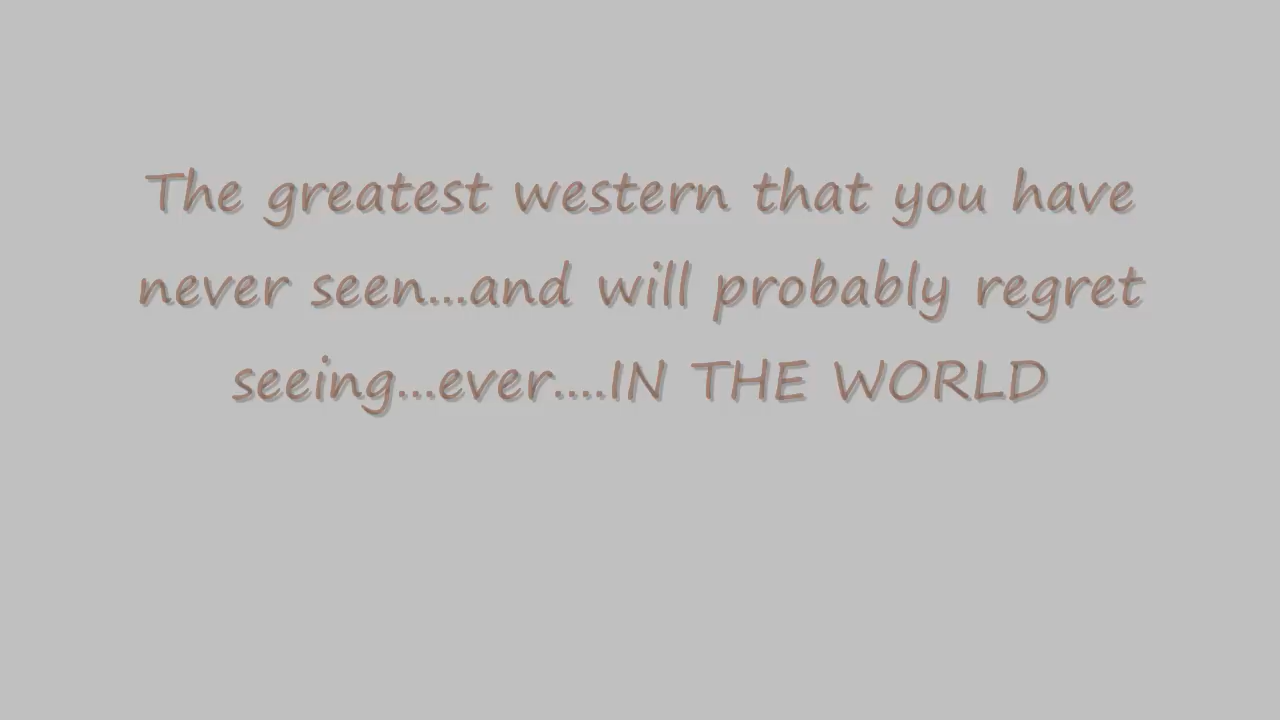 The greatest western that you have
never seen...and will probably regret
seeing...ever....IN THE WORLD